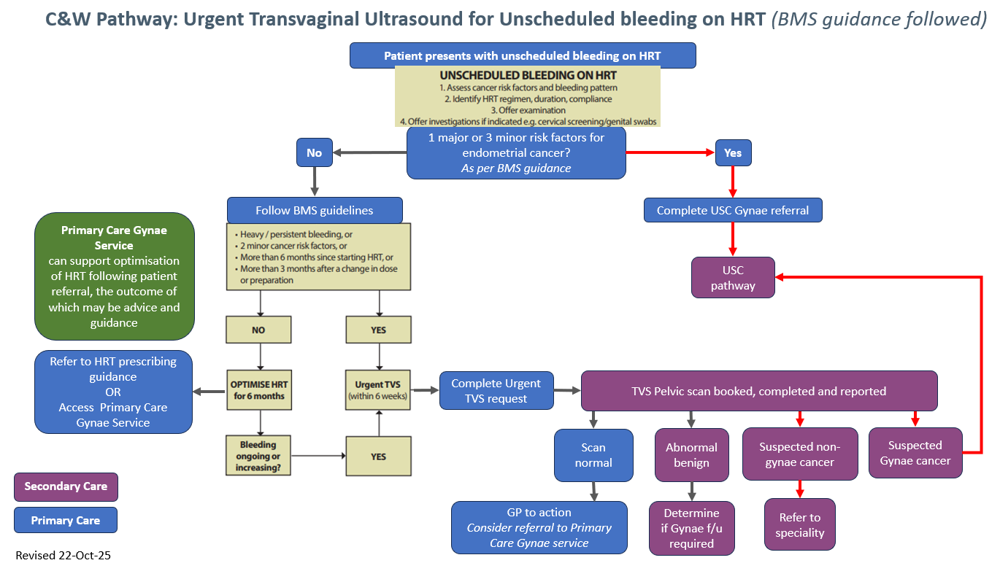 C&W Pathway: Urgent Transvaginal Ultrasound for Unscheduled bleeding on HRT (BMS guidance followed)
Patient presents with unscheduled bleeding on HRT
UNSCHEDULED BLEEDING ON HRT
1. Assess cancer risk factors and bleeding pattern
2. Identify HRT regimen, duration, compliance
3. Offer examination
4. Offer investigations if indicated e.g. cervical screening/genital swabs
1 major or 3 minor risk factors for
endometrial cancer?
As per BMS guidance
No
Yes
Follow BMS guidelines
Complete USC Gynae referral
• Heavy / persistent bleeding, or
• 2 minor cancer risk factors, or
• More than 6 months since starting HRT, or
• More than 3 months after a change in dose
or preparation
Primary Care Gynae
Service
can support optimisation
of HRT following patient
referral, the outcome of
which may be advice and
guidance
USC
pathway
NO
YES
Refer to HRT prescribing
guidance
OR
Access Primary Care
Gynae Service
OPTIMISE HRT
for 6 months
Urgent TVS
(within 6 weeks)
Complete Urgent
TVS request
TVS Pelvic scan booked, completed and reported
Bleeding
ongoing or
increasing?
YES
Scan
normal
Abnormal
benign
Suspected non-
gynae cancer
Suspected
Gynae cancer
GP to action
Consider referral to Primary
Care Gynae service
Determine
if Gynae f/u
required
Refer to
speciality
Secondary Care
Primary Care
Revised 22-Oct-25